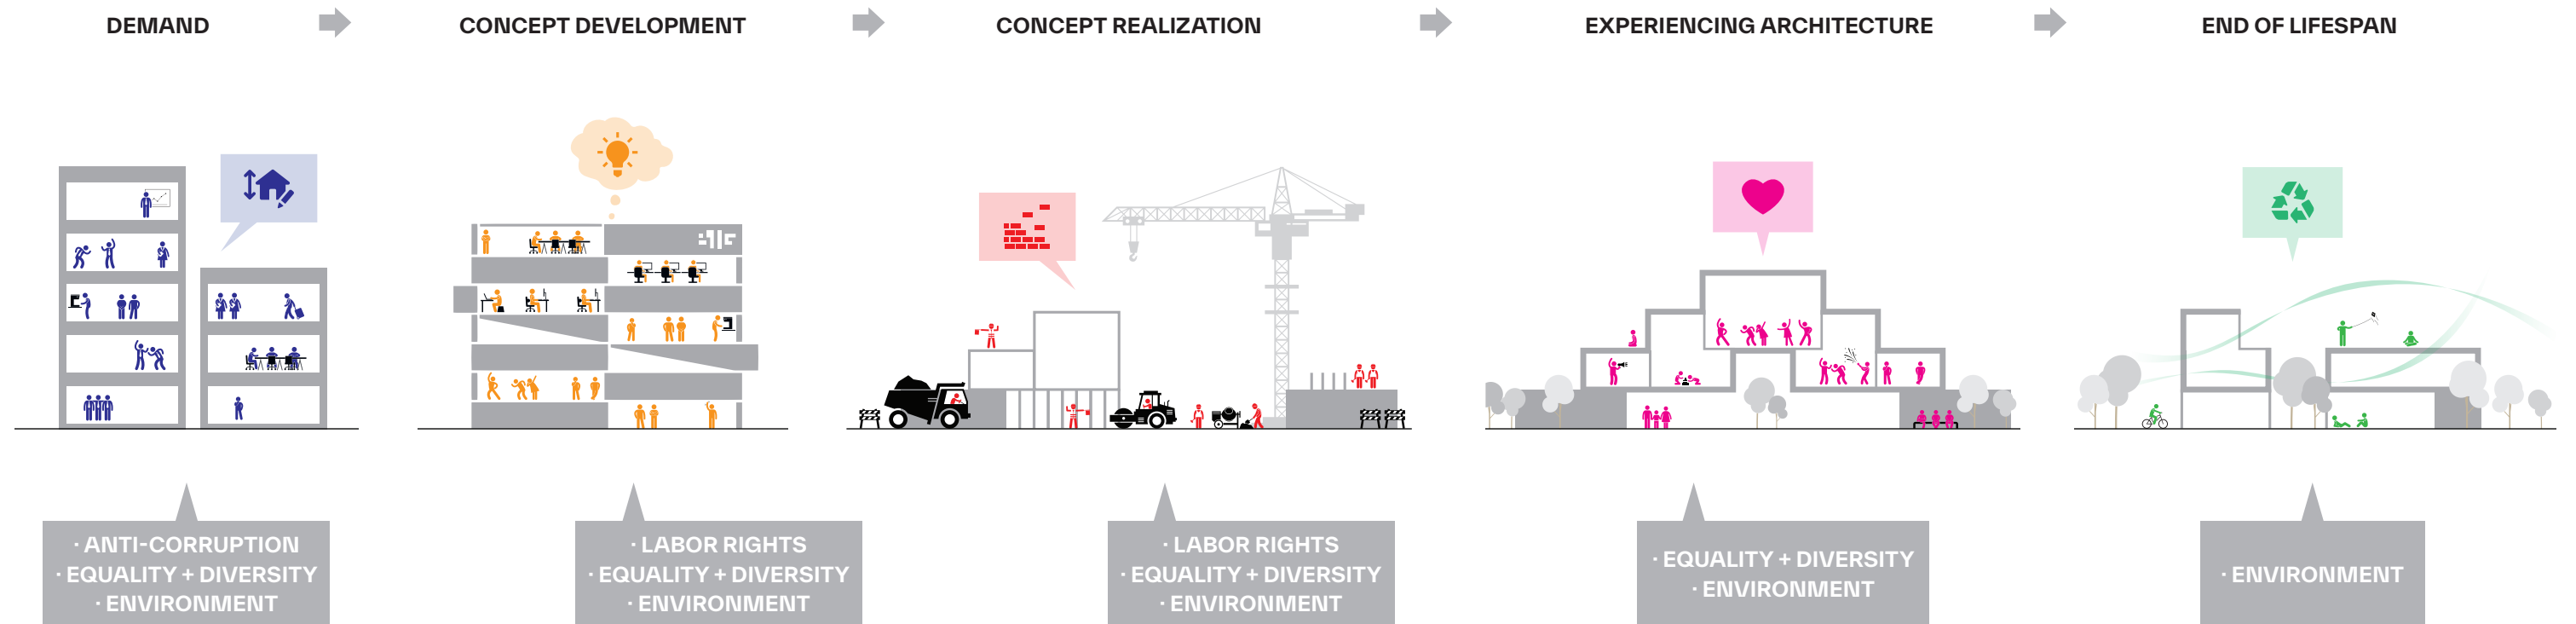 DEMAND
CONCEPT DEVELOPMENT
CONCEPT REALIZATION
EXPERIENCING ARCHITECTURE
END OF LIFESPAN
· ANTI-CORRUPTION
· EQUALITY + DIVERSITY
· ENVIRONMENT
· LABOR RIGHTS
· EQUALITY + DIVERSITY
· ENVIRONMENT
· LABOR RIGHTS
· EQUALITY + DIVERSITY
· ENVIRONMENT
· EQUALITY + DIVERSITY
· ENVIRONMENT
· ENVIRONMENT